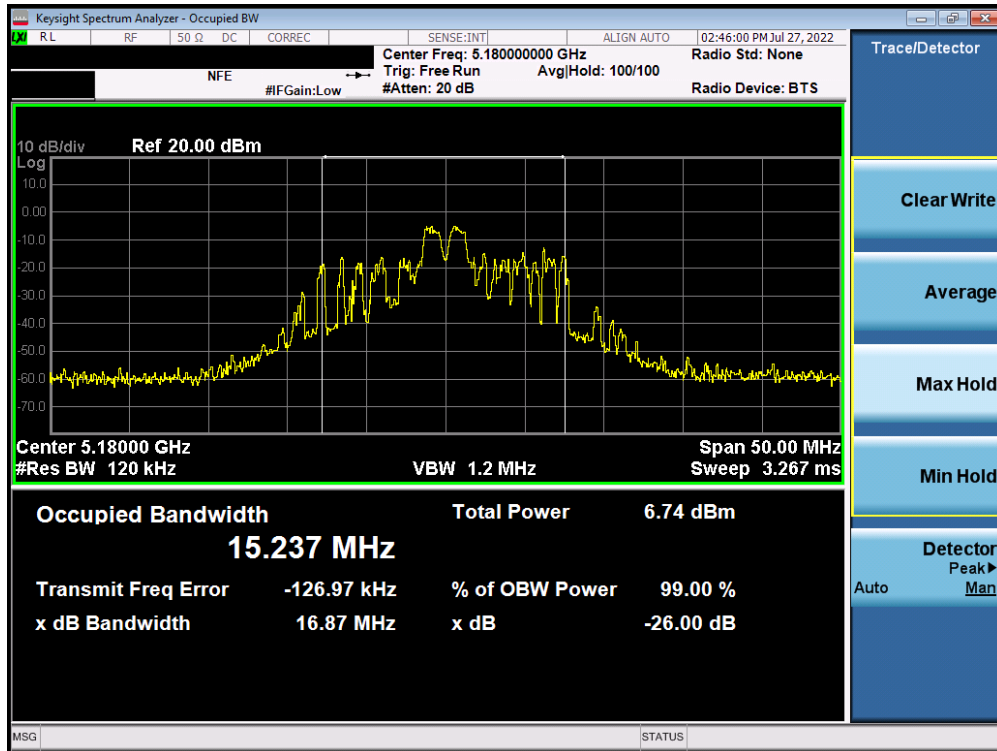 Keysight Spectrum Analyzer - Occupied BW
LXI RL RF 50 Ω DC CORREC SENSE:INT ALIGN AUTO 02:46:00 PM Jul 27, 2022
Center Freq: 5.180000000 GHz Radio Std: None
NFE Trig: Free Run Avg|Hold: 100/100
#IFGain:Low #Atten: 20 dB Radio Device: BTS
10 dB/div Ref 20.00 dBm
Log
10.0
0.00
-10.0
-20.0
-30.0
-40.0
-50.0
-60.0
-70.0
Center 5.18000 GHz Span 50.00 MHz
#Res BW 120 kHz VBW 1.2 MHz Sweep 3.267 ms
Occupied Bandwidth Total Power 6.74 dBm
15.237 MHz
Transmit Freq Error -126.97 kHz % of OBW Power 99.00 %
x dB Bandwidth 16.87 MHz x dB -26.00 dB
MSG STATUS
Trace/Detector
Clear Write
Average
Max Hold
Min Hold
Detector
Peak▶
Auto Man